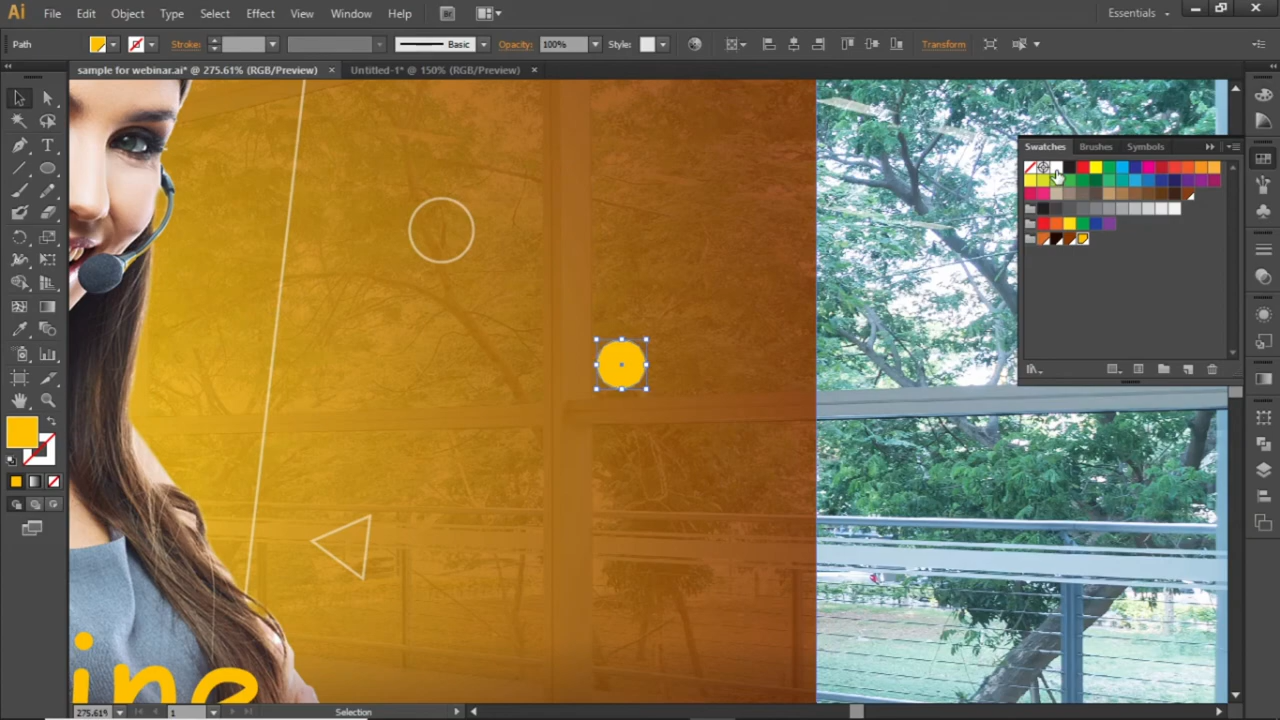 Ai File Edit Object Type Select Effect View Window Help Br Essentials
Path Stroke: Basic Opacity: 100% Style: Transform
sample for webinar.ai* @ 275.61% (RGB/Preview) × Untitled-1* @ 150% (RGB/Preview) ×
Swatches Brushes Symbols
T
ine
275.61% 1 Selection